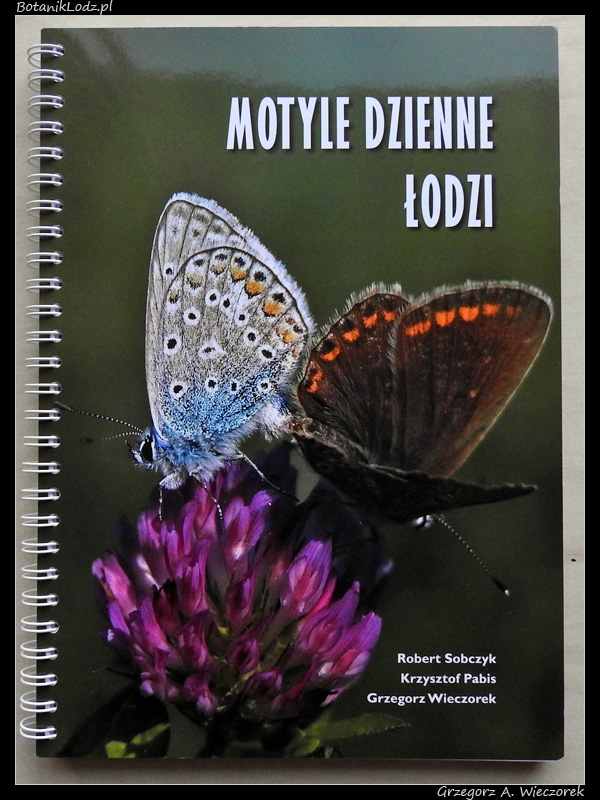 BotanikLodz.pl
MOTYLE DZIENNE
ŁODZI
Robert Sobczyk
Krzysztof Pabis
Grzegorz Wieczorek
Grzegorz A. Wieczorek